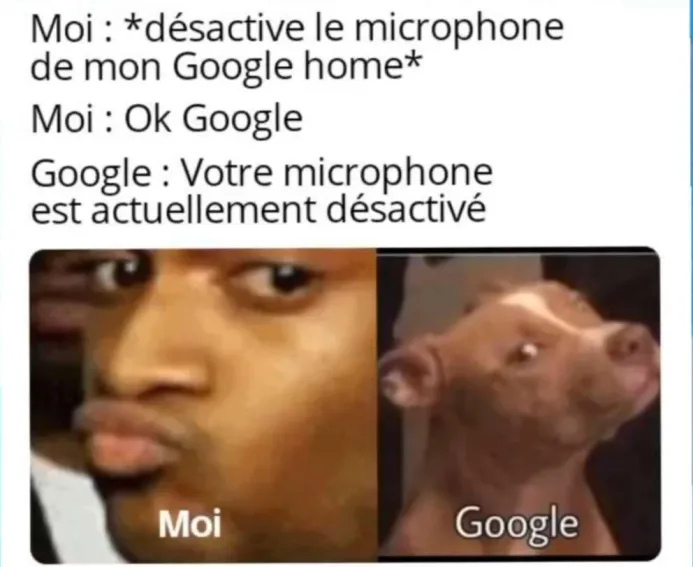 Moi : *désactive le microphone
de mon Google home*
Moi : Ok Google
Google : Votre microphone
est actuellement désactivé
Moi
Google